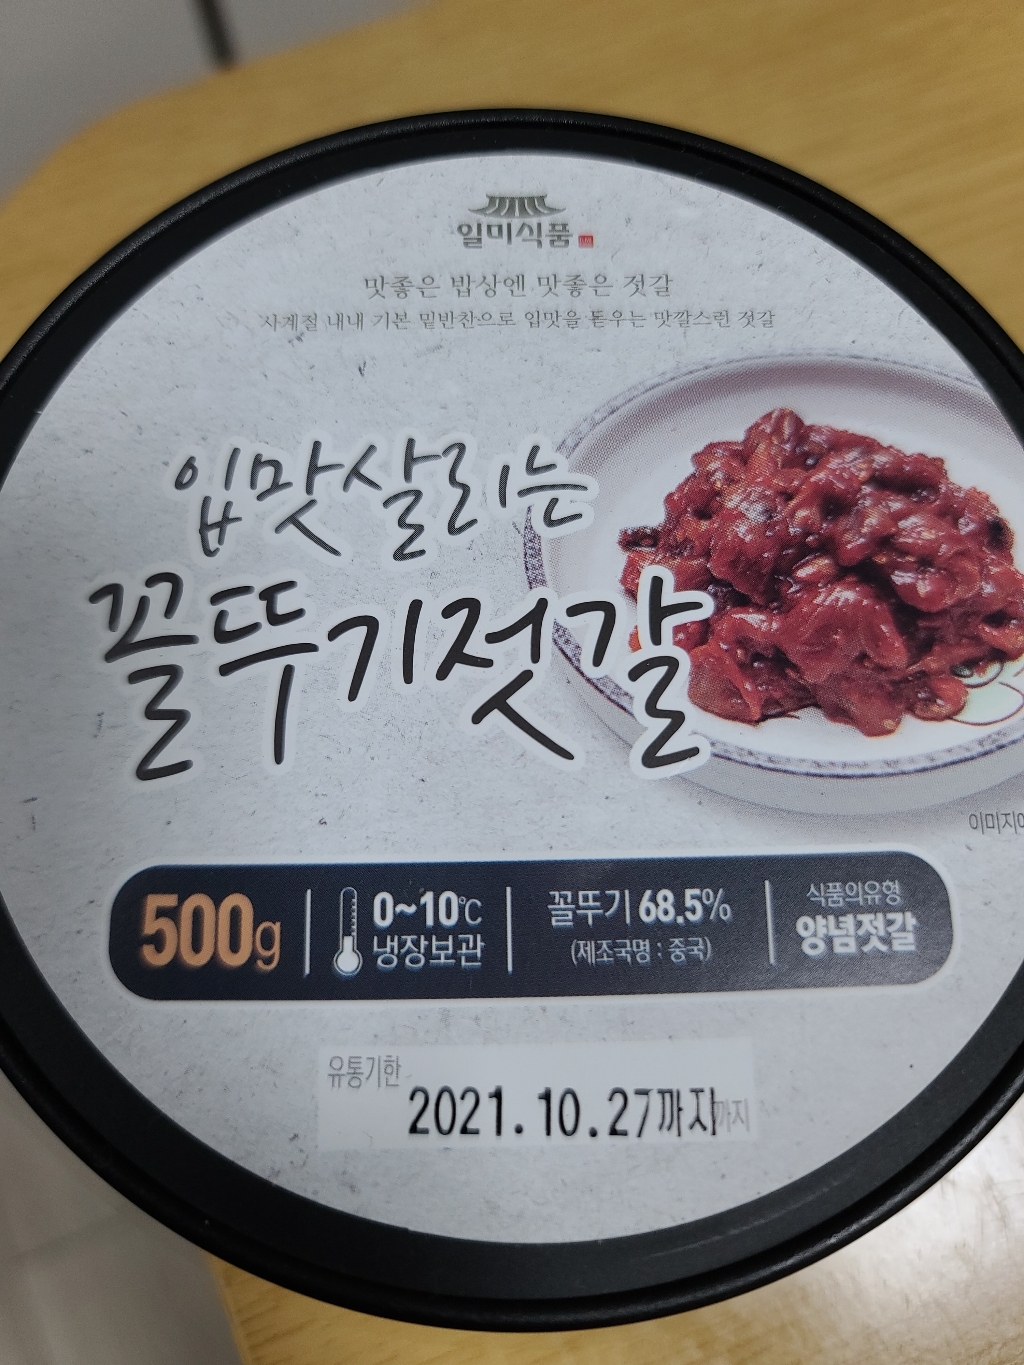 일미식품
맛좋은 밥상엔 맛좋은 젓갈
사계절 내내 기본 밑반찬으로 입맛을 돋우는 맛깔스런 젓갈
입맛살리는
꼴뚜기젓갈
500g
0~10℃
냉장보관
꼴뚜기 68.5%
(제조국명 : 중국)
식품의유형
양념젓갈
유통기한
2021.10.27까지
까지